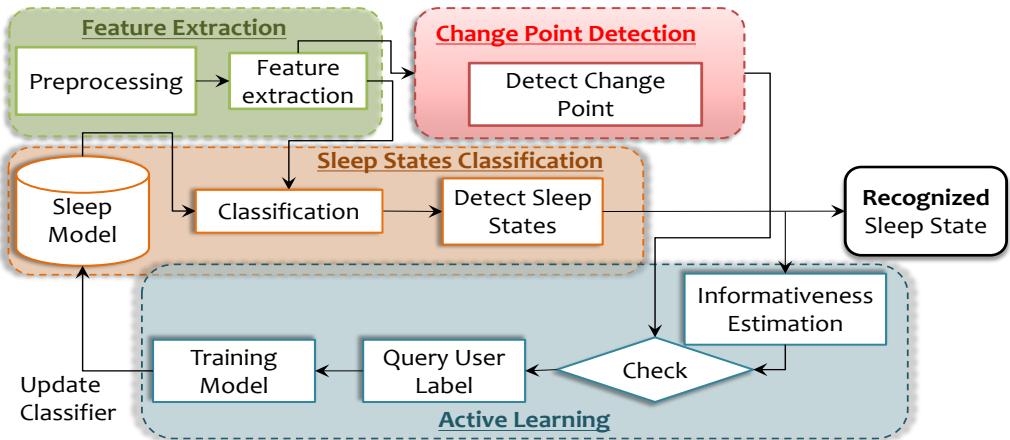 Feature Extraction
Preprocessing
Feature
extraction
Change Point Detection
Detect Change
Point
Sleep States Classification
Sleep
Model
Classification
Detect Sleep
States
Recognized
Sleep State
Informativeness
Estimation
Check
Query User
Label
Training
Model
Update
Classifier
Active Learning